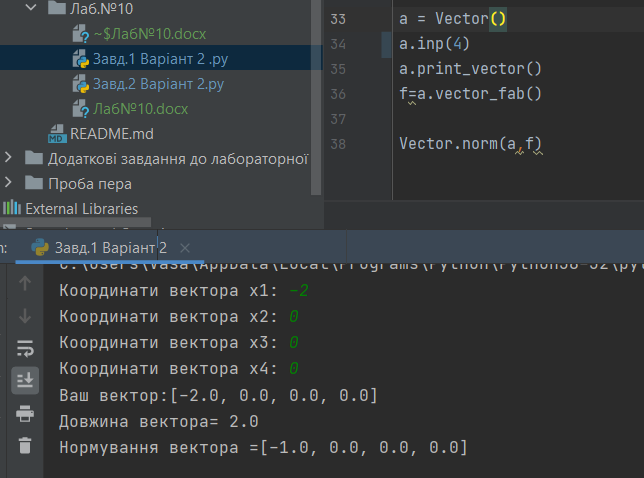 Лаб.№10
~$Лаб№10.docx
Завд.1 Варіант 2 .py
Завд.2 Варіант 2.py
Лаб№10.docx
README.md
Додаткові завдання до лабораторної
Проба пера
External Libraries
33 a = Vector()
34 a.inp(4)
35 a.print_vector()
36 f=a.vector_fab()
37
38 Vector.norm(a,f)
Завд.1 Варіант 2
C:\Users\Vasa\AppData\Local\Programs\Python\Python38-32\pyt
Координати вектора x1: -2
Координати вектора x2: 0
Координати вектора x3: 0
Координати вектора x4: 0
Ваш вектор:[-2.0, 0.0, 0.0, 0.0]
Довжина вектора= 2.0
Нормування вектора =[-1.0, 0.0, 0.0, 0.0]